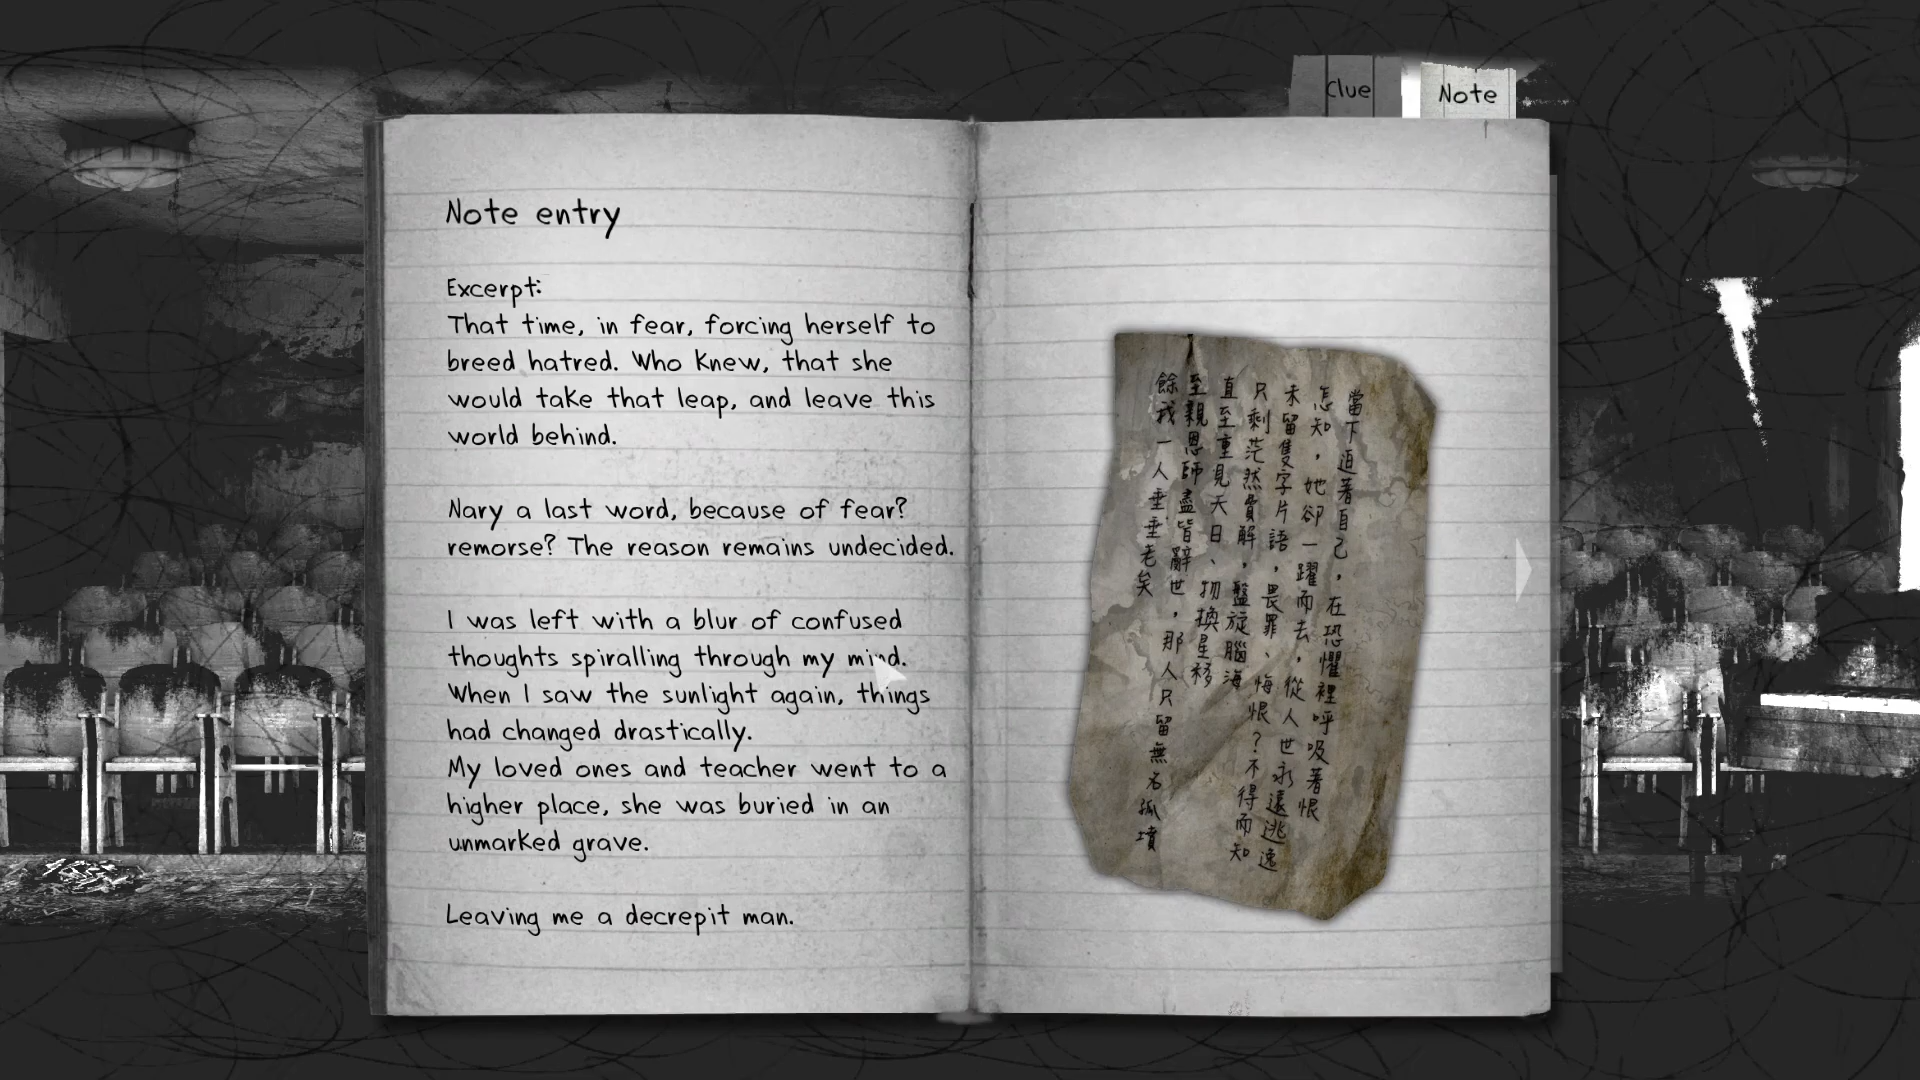 Clue
Note
Note entry
Excerpt:
That time, in fear, forcing herself to
breed hatred. Who knew, that she
would take that leap, and leave this
world behind.
Nary a last word, because of fear?
remorse? The reason remains undecided.
I was left with a blur of confused
thoughts spiralling through my mind.
When I saw the sunlight again, things
had changed drastically.
My loved ones and teacher went to a
higher place, she was buried in an
unmarked grave.
Leaving me a decrepit man.
當下迫著自己，在恐懼裡呼吸著恨
怎知，她卻一躍而去，從人世永遠逃逸
未留隻字片語，畏罪、悔恨？不得而知
只剩茫然費解，盤旋腦海
直至重見天日、物換星移
至親恩師盡皆辭世，那人只留無名孤墳
餘我一人垂垂老矣